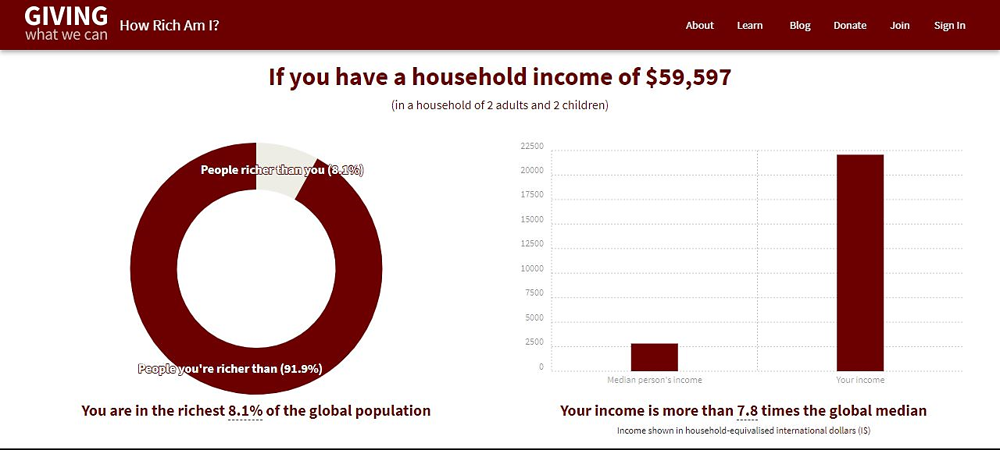 GIVING
what we can
How Rich Am I?
About Learn Blog Donate Join Sign In
If you have a household income of $59,597
(in a household of 2 adults and 2 children)
People richer than you (8.1%)
People you're richer than (91.9%)
You are in the richest 8.1% of the global population
22500
20000
17500
15000
12500
10000
7500
5000
2500
0
Median person's income Your income
Your income is more than 7.8 times the global median
Income shown in household-equivalised international dollars (I$)